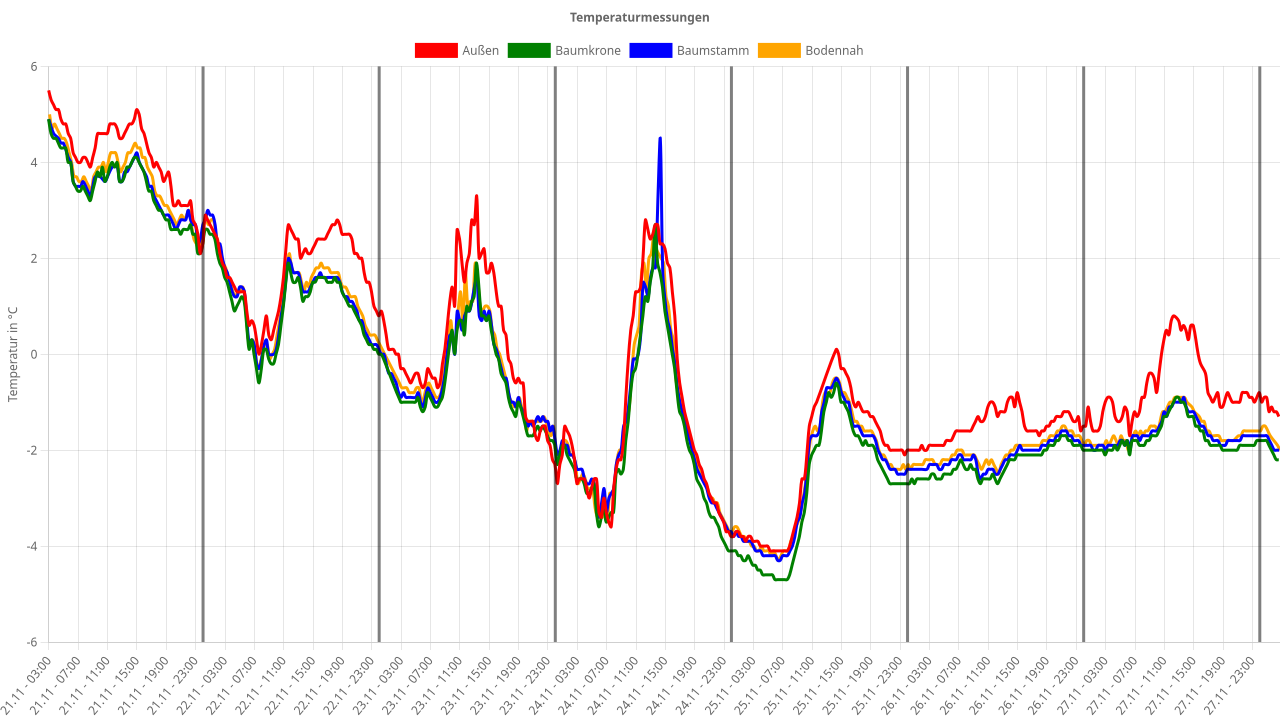 Temperaturmessungen
Außen Baumkrone Baumstamm Bodennah
Temperatur in °C
6
4
2
0
-2
-4
-6
21.11 - 03:00
21.11 - 07:00
21.11 - 11:00
21.11 - 15:00
21.11 - 19:00
21.11 - 23:00
22.11 - 03:00
22.11 - 07:00
22.11 - 11:00
22.11 - 15:00
22.11 - 19:00
22.11 - 23:00
23.11 - 03:00
23.11 - 07:00
23.11 - 11:00
23.11 - 15:00
23.11 - 19:00
23.11 - 23:00
24.11 - 03:00
24.11 - 07:00
24.11 - 11:00
24.11 - 15:00
24.11 - 19:00
24.11 - 23:00
25.11 - 03:00
25.11 - 07:00
25.11 - 11:00
25.11 - 15:00
25.11 - 19:00
25.11 - 23:00
26.11 - 03:00
26.11 - 07:00
26.11 - 11:00
26.11 - 15:00
26.11 - 19:00
26.11 - 23:00
27.11 - 03:00
27.11 - 07:00
27.11 - 11:00
27.11 - 15:00
27.11 - 19:00
27.11 - 23:00